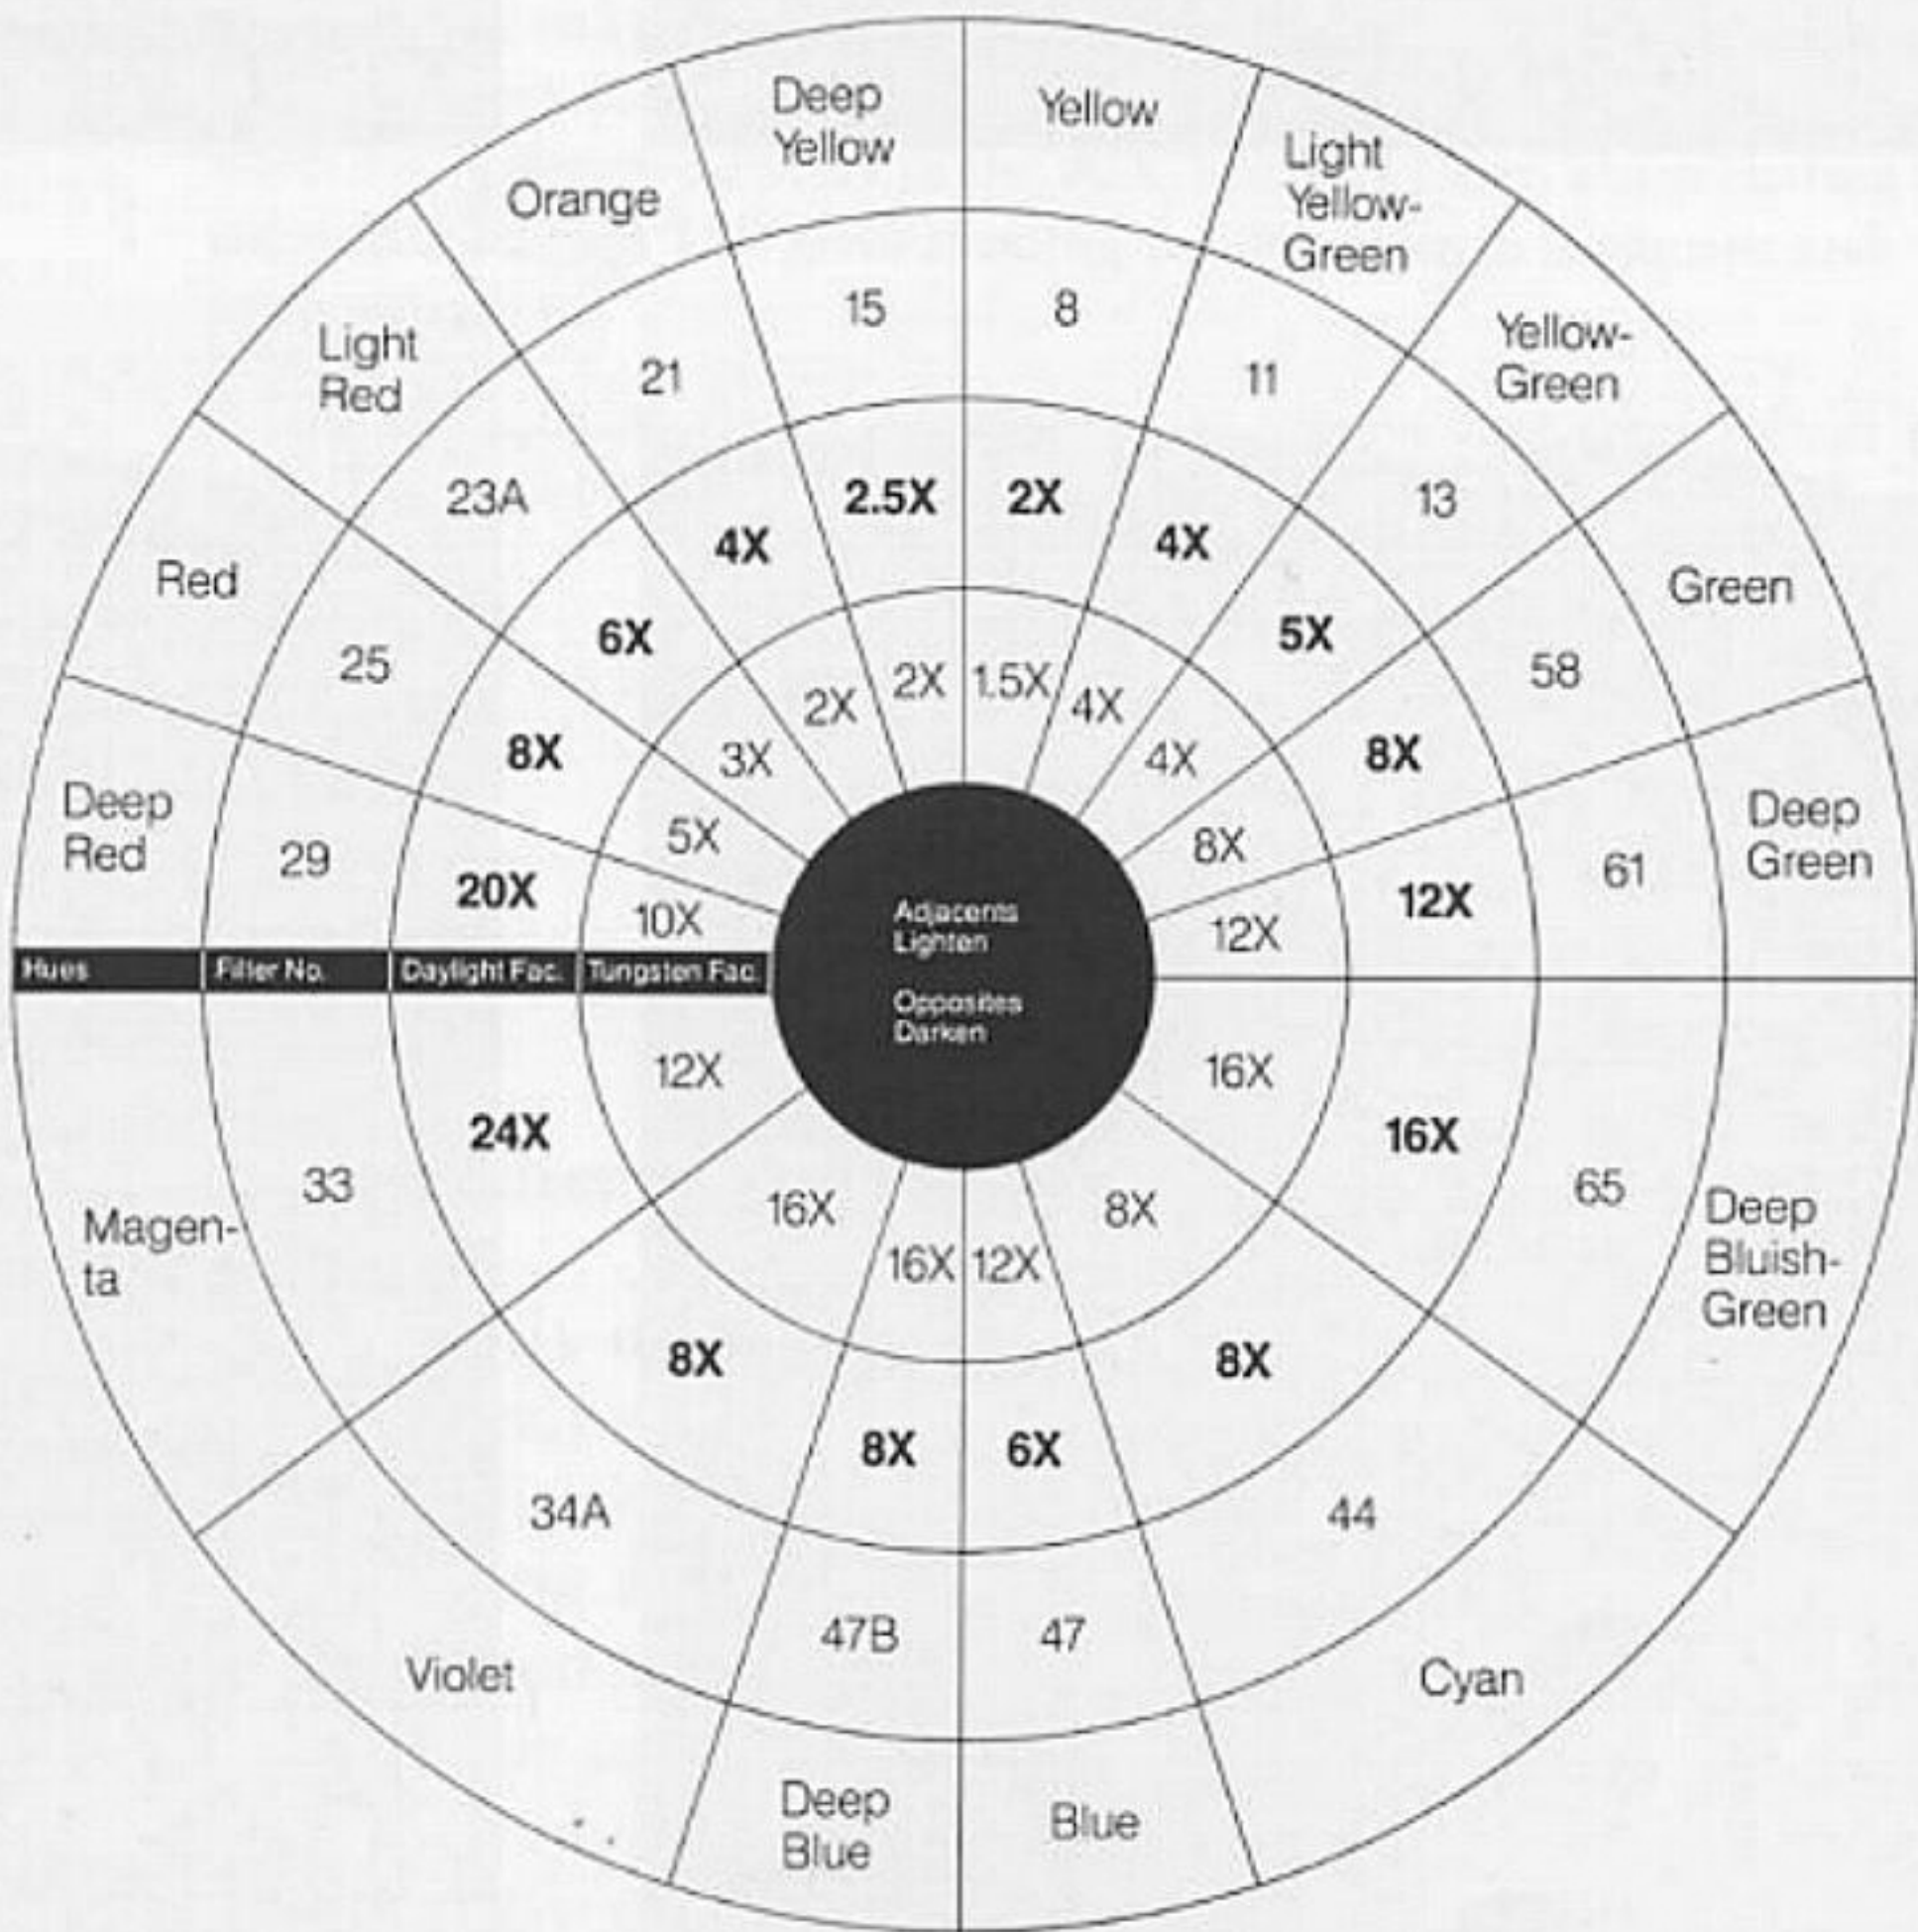 Deep
Yellow
Yellow
Light
Yellow-
Green
Yellow-
Green
Green
Deep
Green
Deep
Bluish-
Green
Cyan
Blue
Deep
Blue
Violet
Magen-
ta
Deep
Red
Red
Light
Red
Orange
15
8
11
13
58
61
65
44
47
47B
34A
33
29
25
23A
21
2.5X
2X
4X
5X
8X
12X
16X
8X
6X
8X
8X
24X
20X
8X
6X
4X
2X
1.5X
4X
4X
8X
12X
16X
8X
12X
16X
16X
12X
10X
5X
3X
2X
Hues
Filter No.
Daylight Fac.
Tungsten Fac.
Adjacents
Lighten
Opposites
Darken